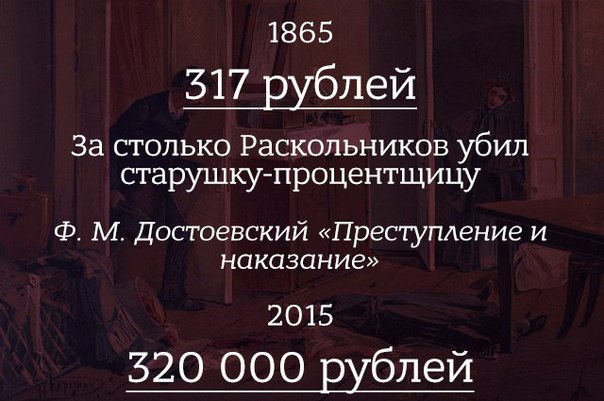 1865
317 рублей
За столько Раскольников убил
старушку-процентщицу
Ф. М. Достоевский «Преступление и
наказание»
2015
320 000 рублей